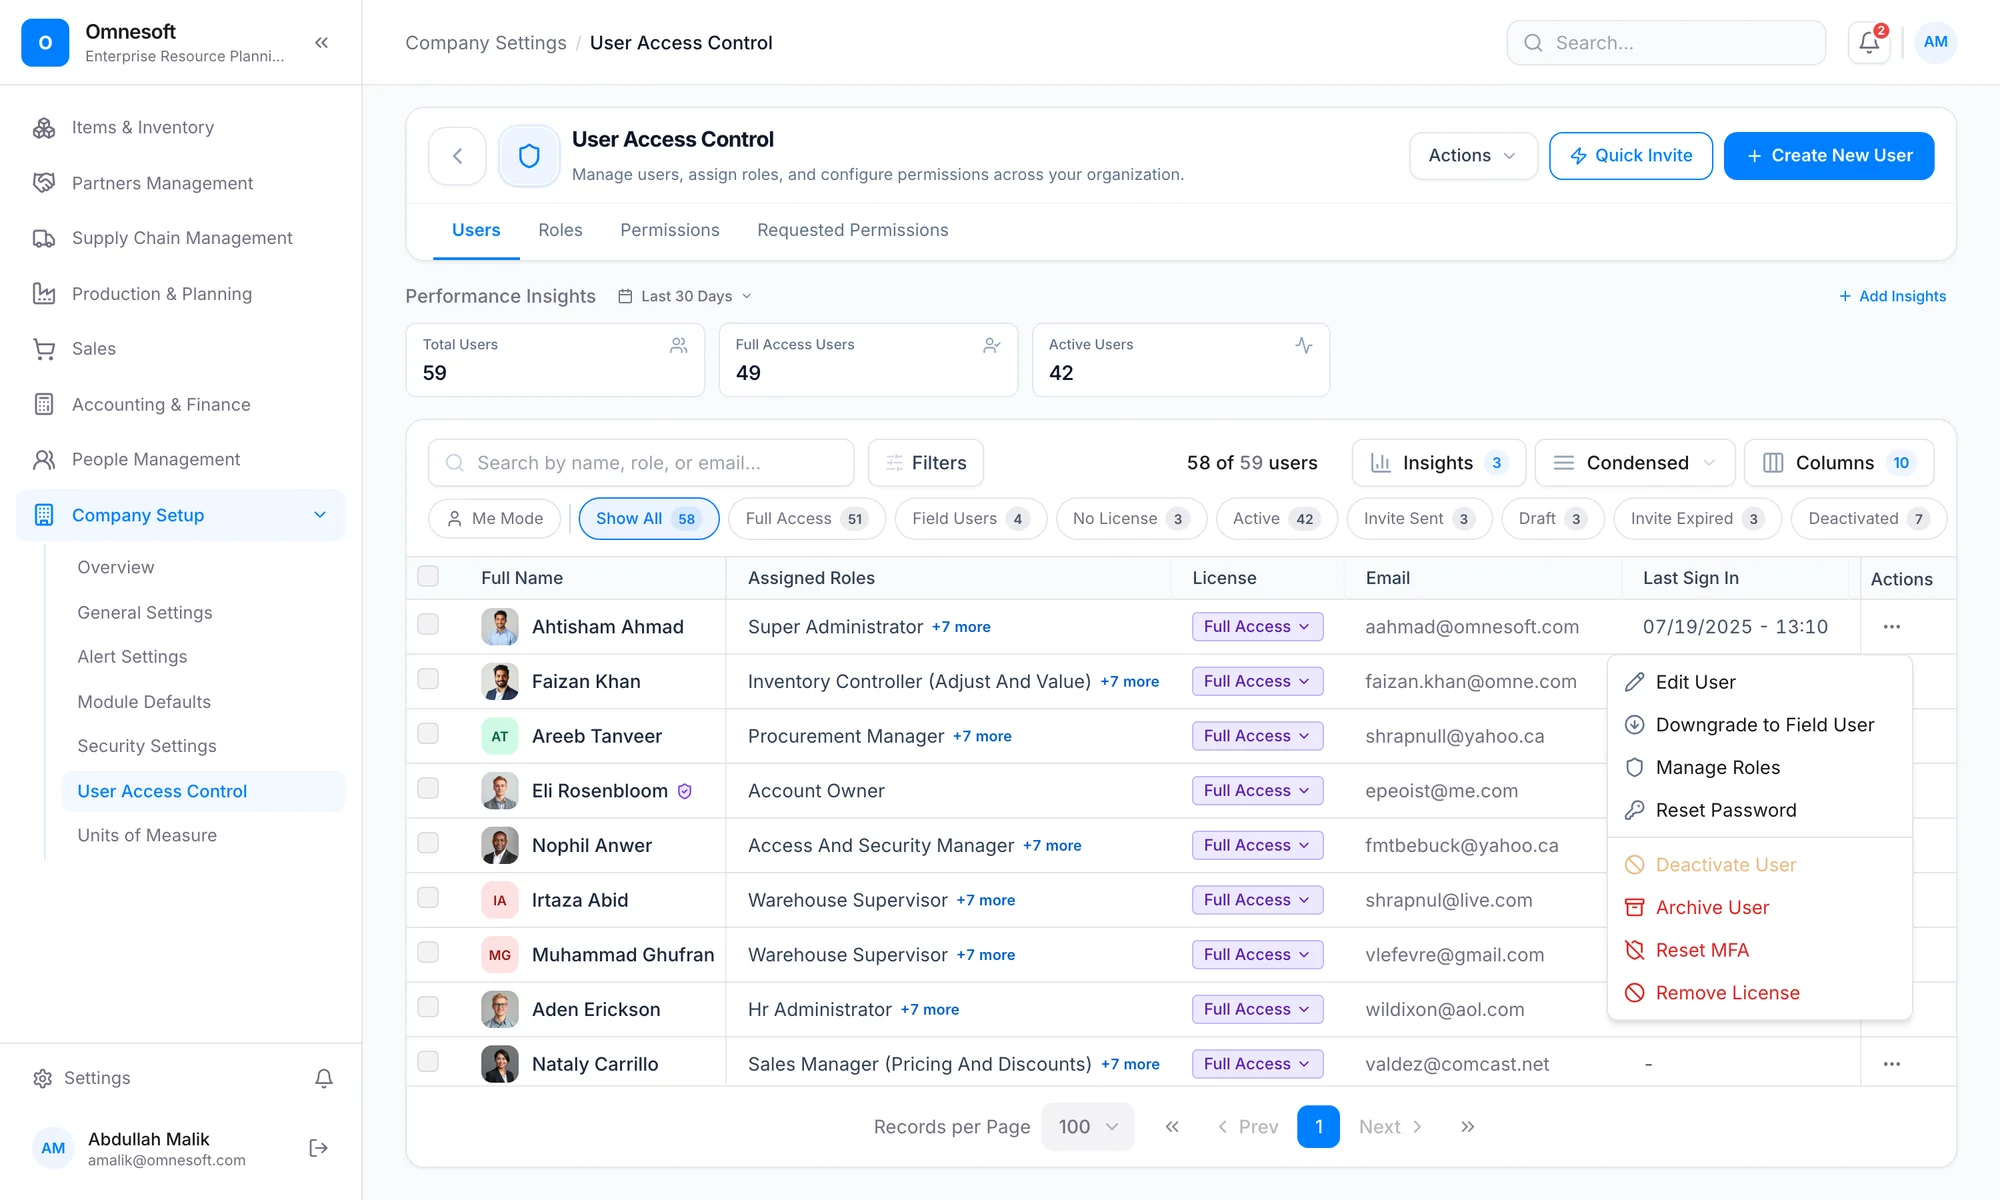 O
Omnesoft
Enterprise Resource Planni...
Items & Inventory
Partners Management
Supply Chain Management
Production & Planning
Sales
Accounting & Finance
People Management
Company Setup
Overview
General Settings
Alert Settings
Module Defaults
Security Settings
User Access Control
Units of Measure
Settings
AM
Abdullah Malik
amalik@omnesoft.com
Company Settings / User Access Control
Search...
2
AM
User Access Control
Manage users, assign roles, and configure permissions across your organization.
Actions
Quick Invite
+ Create New User
Users Roles Permissions Requested Permissions
Performance Insights Last 30 Days
+ Add Insights
Total Users
59
Full Access Users
49
Active Users
42
Search by name, role, or email...
Filters
58 of 59 users
Insights 3
Condensed
Columns 10
Me Mode
Show All 58
Full Access 51
Field Users 4
No License 3
Active 42
Invite Sent 3
Draft 3
Invite Expired 3
Deactivated 7
Full Name Assigned Roles License Email Last Sign In Actions
Ahtisham Ahmad Super Administrator +7 more Full Access aahmad@omnesoft.com 07/19/2025 - 13:10 ...
Faizan Khan Inventory Controller (Adjust And Value) +7 more Full Access faizan.khan@omne.com
AT Areeb Tanveer Procurement Manager +7 more Full Access shrapnull@yahoo.ca
Eli Rosenbloom Account Owner Full Access epeoist@me.com
Nophil Anwer Access And Security Manager +7 more Full Access fmtbebuck@yahoo.ca
IA Irtaza Abid Warehouse Supervisor +7 more Full Access shrapnul@live.com
MG Muhammad Ghufran Warehouse Supervisor +7 more Full Access vlefevre@gmail.com
Aden Erickson Hr Administrator +7 more Full Access wildixon@aol.com
Nataly Carrillo Sales Manager (Pricing And Discounts) +7 more Full Access valdez@comcast.net - ...
Edit User
Downgrade to Field User
Manage Roles
Reset Password
Deactivate User
Archive User
Reset MFA
Remove License
Records per Page 100 « < Prev 1 Next > »